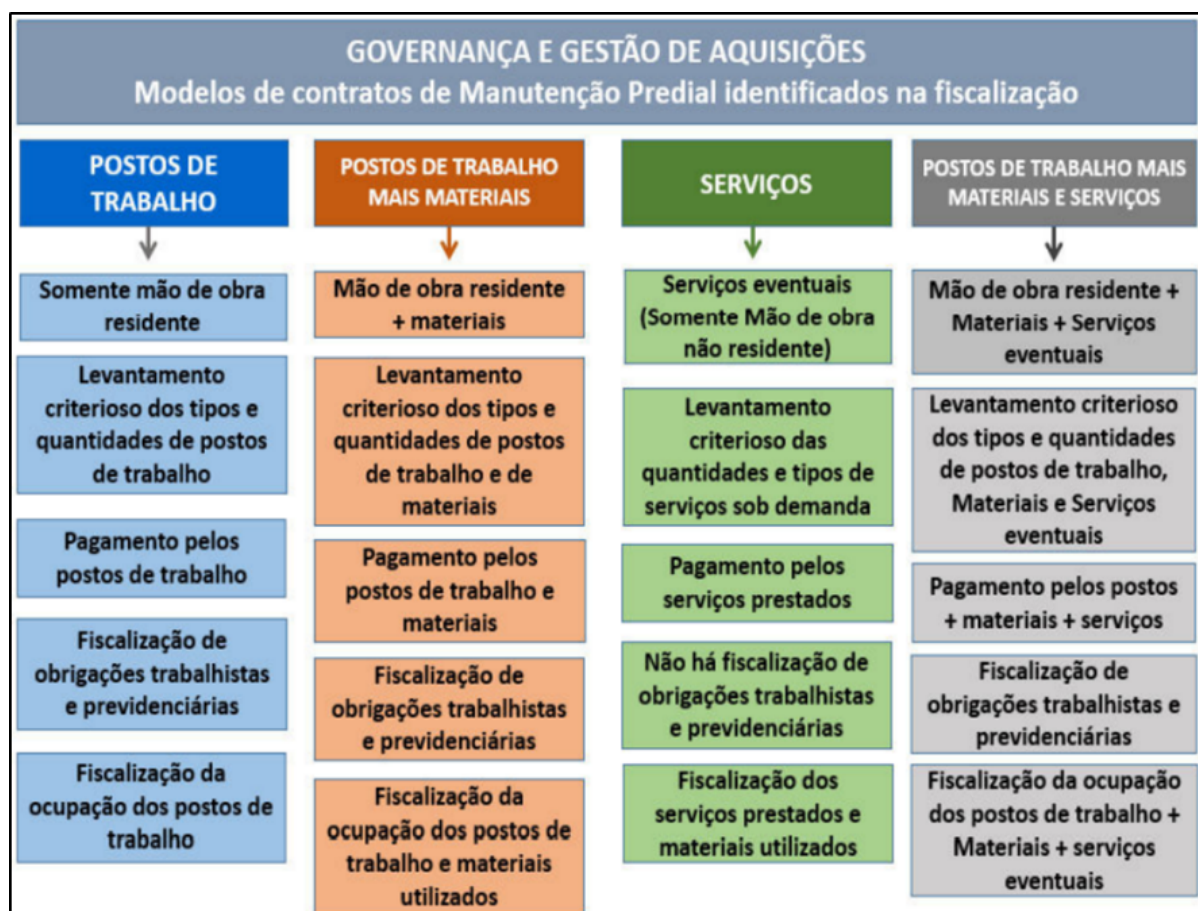 GOVERNANÇA E GESTÃO DE AQUISIÇÕES
Modelos de contratos de Manutenção Predial identificados na fiscalização
POSTOS DE
TRABALHO
Somente mão de obra
residente
Levantamento
criterioso dos tipos e
quantidades de postos
de trabalho
Pagamento pelos
postos de trabalho
Fiscalização de
obrigações trabalhistas
e previdenciárias
Fiscalização da
ocupação dos postos de
trabalho
POSTOS DE TRABALHO
MAIS MATERIAIS
Mão de obra residente
+ materiais
Levantamento
criterioso dos tipos e
quantidades de postos
de trabalho e de
materiais
Pagamento pelos
postos de trabalho e
materiais
Fiscalização de
obrigações trabalhistas
e previdenciárias
Fiscalização da
ocupação dos postos de
trabalho e materiais
utilizados
SERVIÇOS
Serviços eventuais
(Somente Mão de obra
não residente)
Levantamento
criterioso das
quantidades e tipos de
serviços sob demanda
Pagamento pelos
serviços prestados
Não há fiscalização de
obrigações trabalhistas
e previdenciárias
Fiscalização dos
serviços prestados e
materiais utilizados
POSTOS DE TRABALHO MAIS
MATERIAIS E SERVIÇOS
Mão de obra residente +
Materiais + Serviços
eventuais
Levantamento criterioso
dos tipos e quantidades
de postos de trabalho,
Materiais e Serviços
eventuais
Pagamento pelos postos
+ materiais + serviços
Fiscalização de
obrigações trabalhistas e
previdenciárias
Fiscalização da ocupação
dos postos de trabalho +
Materiais + serviços
eventuais